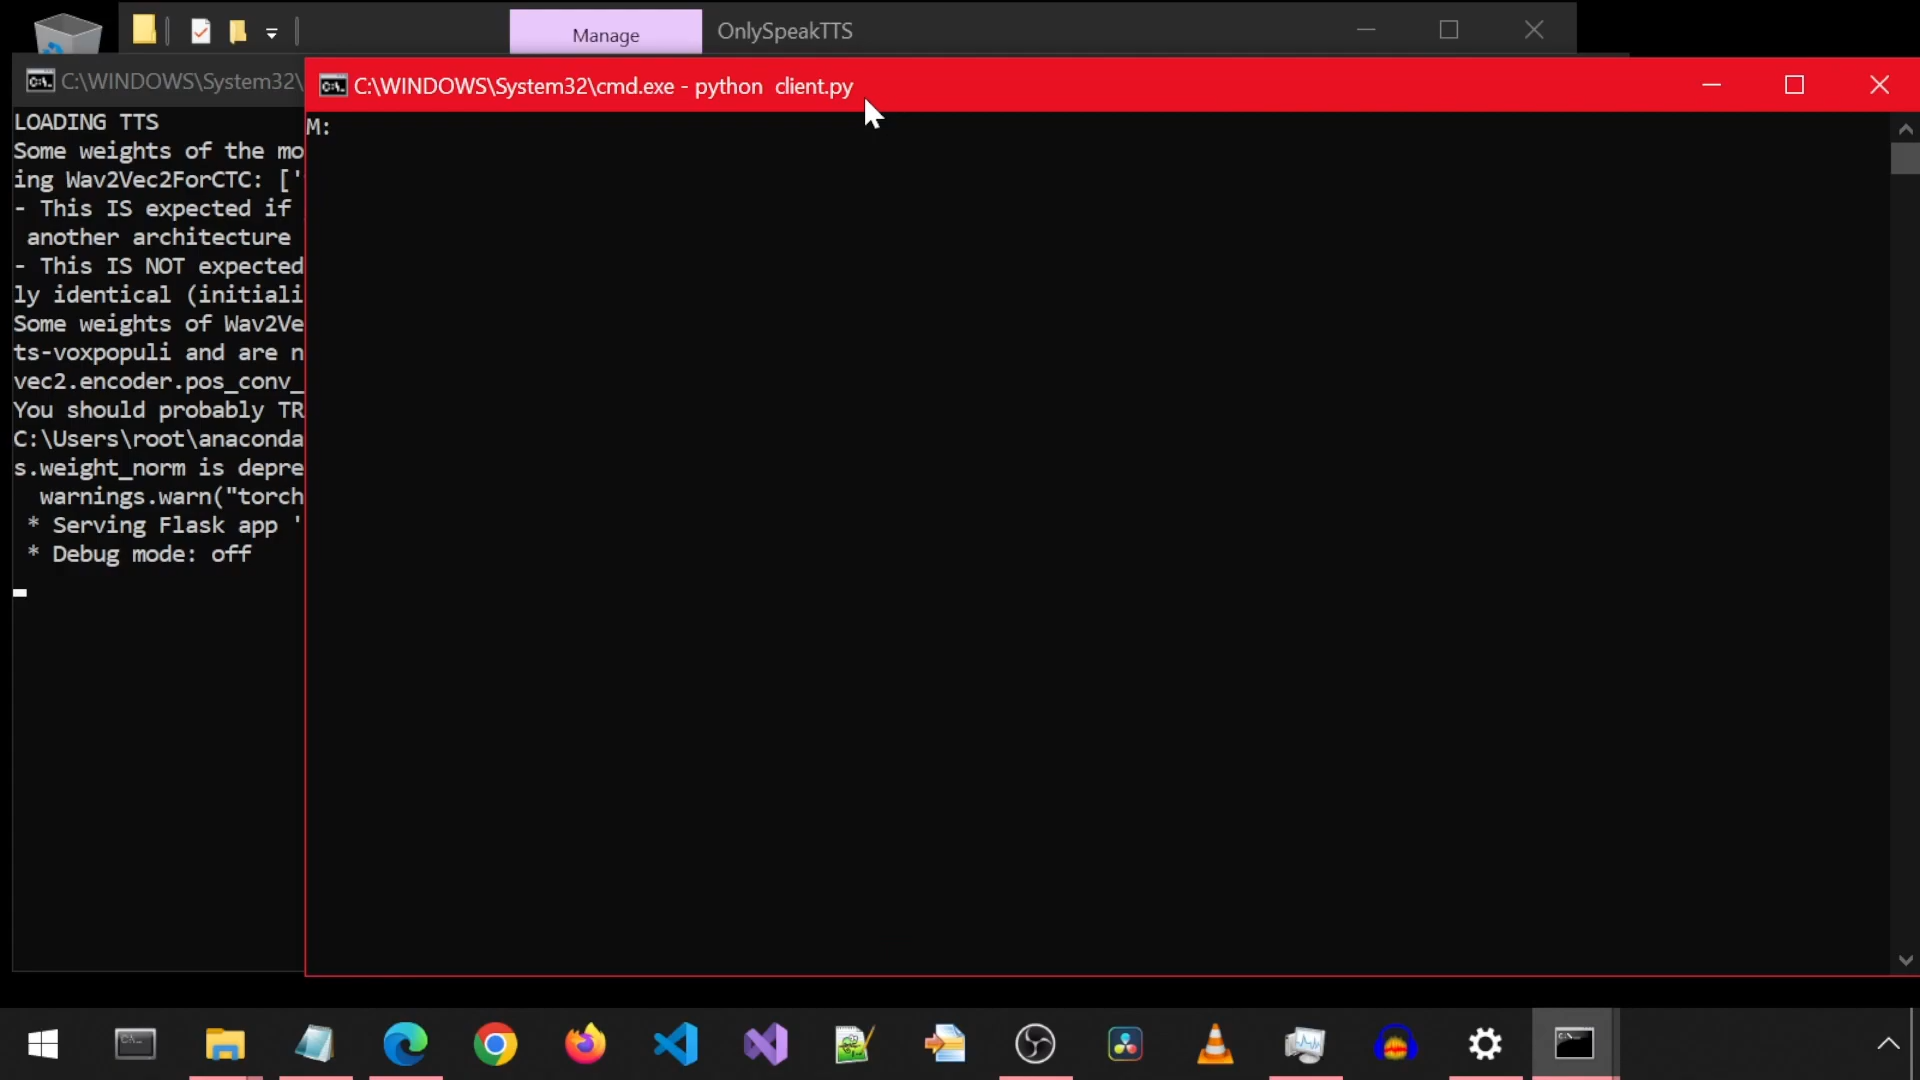 Manage
OnlySpeakTTS
C:\WINDOWS\System32\
C:\WINDOWS\System32\cmd.exe - python  client.py
LOADING TTS
Some weights of the mo
ing Wav2Vec2ForCTC: ['
- This IS expected if
 another architecture
- This IS NOT expected
ly identical (initiali
Some weights of Wav2Ve
ts-voxpopuli and are n
vec2.encoder.pos_conv_
You should probably TR
C:\Users\root\anaconda
s.weight_norm is depre
  warnings.warn("torch
 * Serving Flask app '
 * Debug mode: off
M: